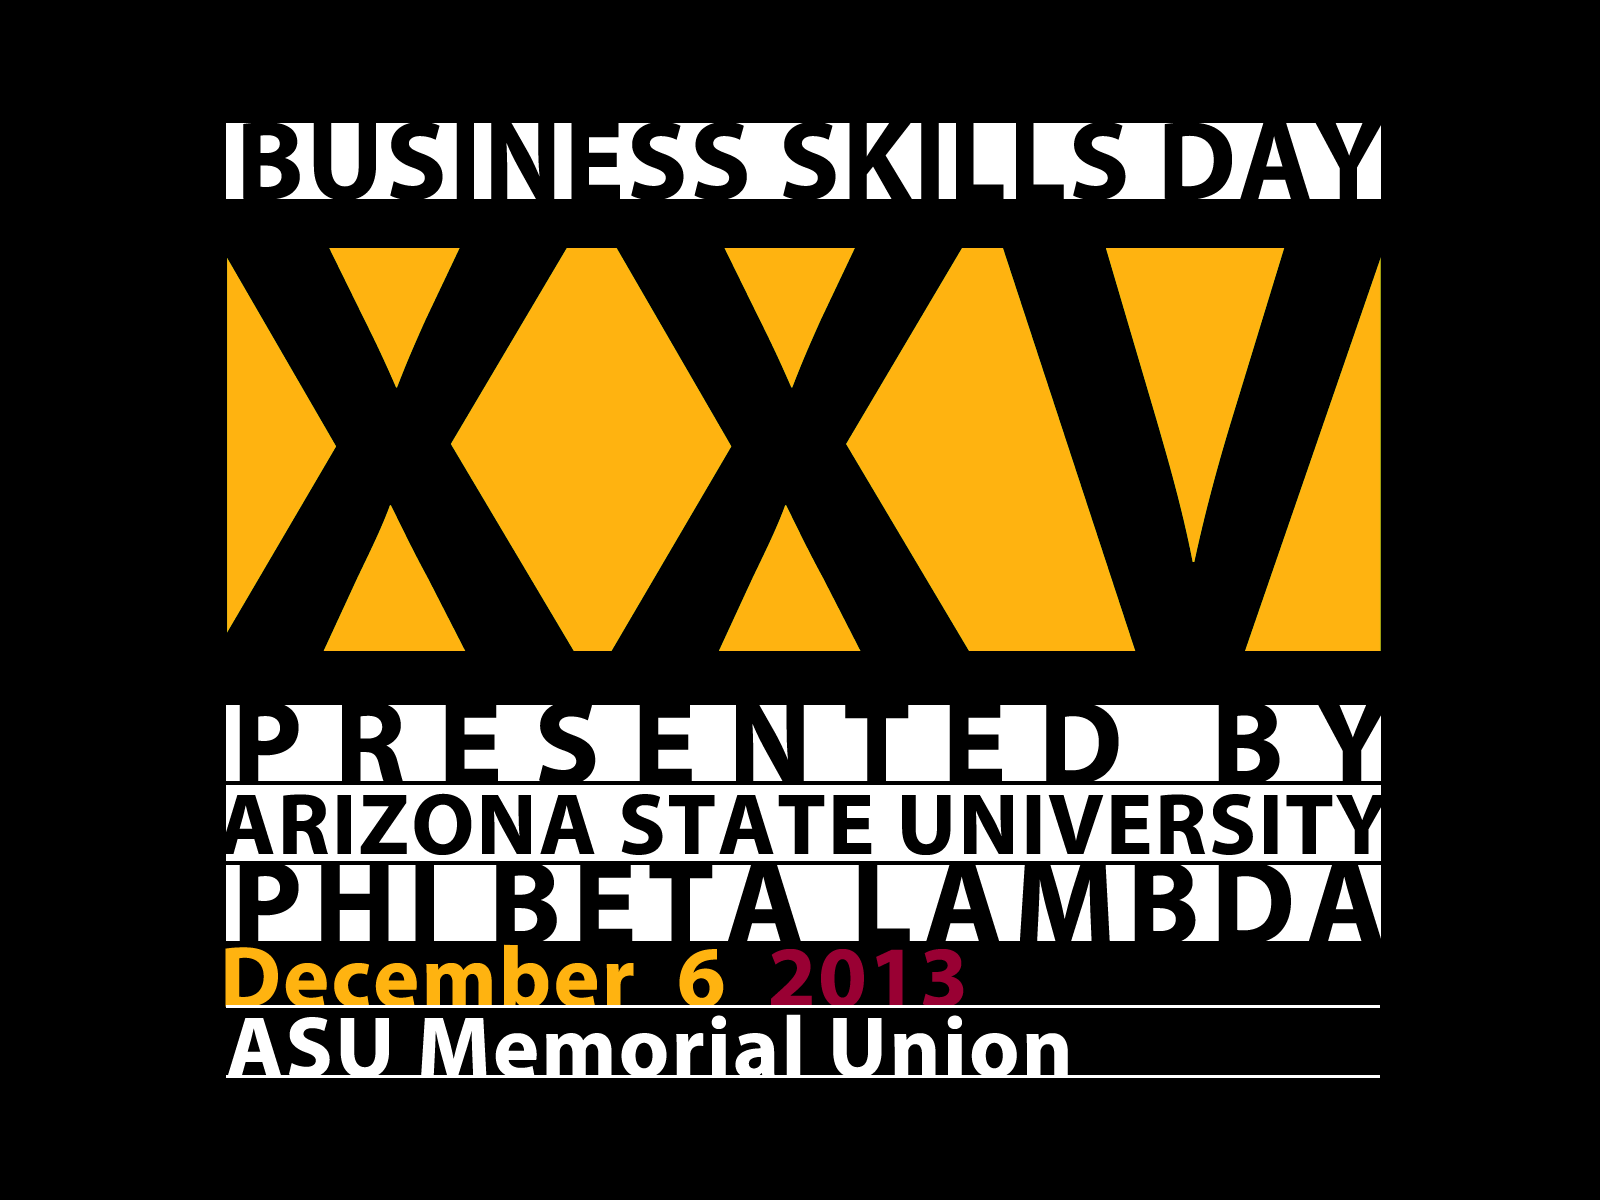 BUSINESS SKILLS DAY
XXV
PRESENTED BY
ARIZONA STATE UNIVERSITY
PHI BETA LAMBDA
December 6 2013
ASU Memorial Union